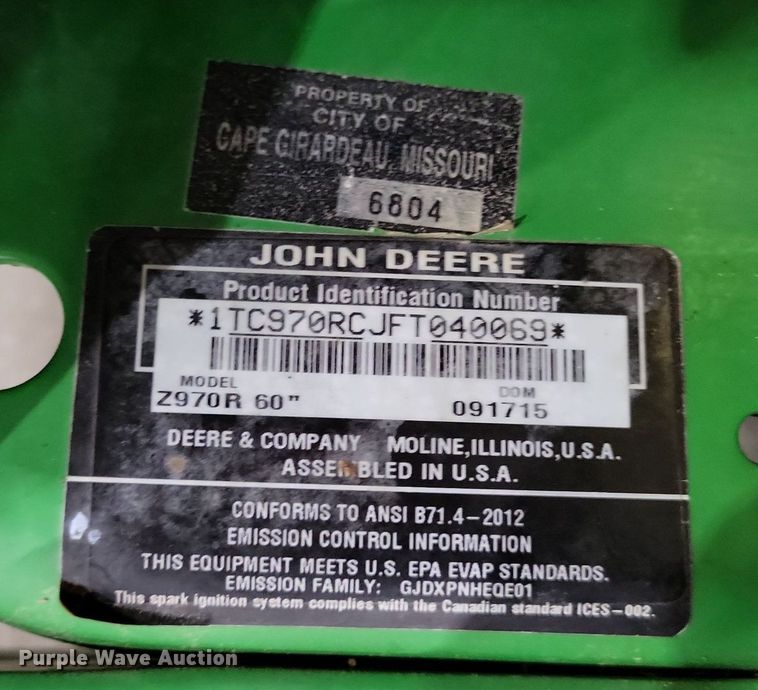 PROPERTY OF
CITY OF
CAPE GIRARDEAU, MISSOURI
6804
JOHN DEERE
Product Identification Number
*1TC970RCJFT040069*
MODEL
DOM
Z970R 60"
091715
DEERE & COMPANY MOLINE,ILLINOIS,U.S.A.
ASSEMBLED IN U.S.A.
CONFORMS TO ANSI B71.4-2012
EMISSION CONTROL INFORMATION
THIS EQUIPMENT MEETS U.S. EPA EVAP STANDARDS.
EMISSION FAMILY: GJDXPNHEQE01
This spark ignition system complies with the Canadian standard ICES-002.
Purple Wave Auction